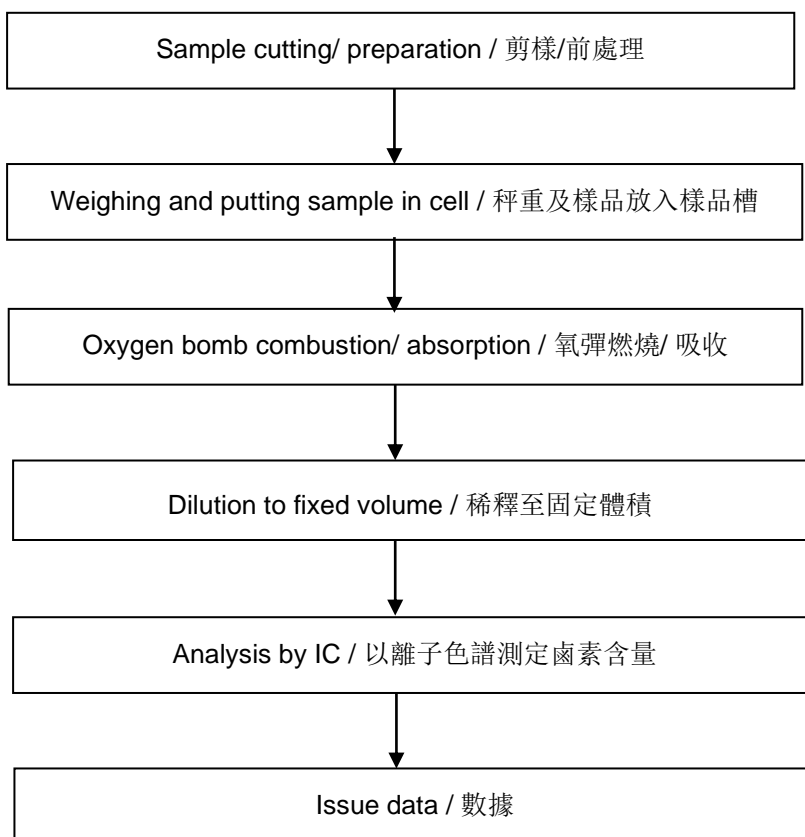 Sample cutting/ preparation / 剪樣/前處理
Weighing and putting sample in cell / 秤重及樣品放入樣品槽
Oxygen bomb combustion/ absorption / 氧彈燃燒/ 吸收
Dilution to fixed volume / 稀釋至固定體積
Analysis by IC / 以離子色譜測定鹵素含量
Issue data / 數據